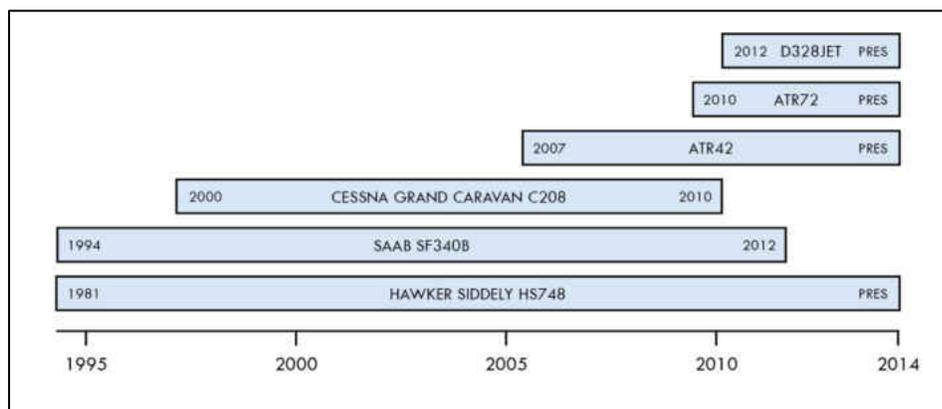 2012 D328JET PRES
2010 ATR72 PRES
2007 ATR42 PRES
2000 CESSNA GRAND CARAVAN C208 2010
1994 SAAB SF340B 2012
1981 HAWKER SIDDELY HS748 PRES
1995 2000 2005 2010 2014